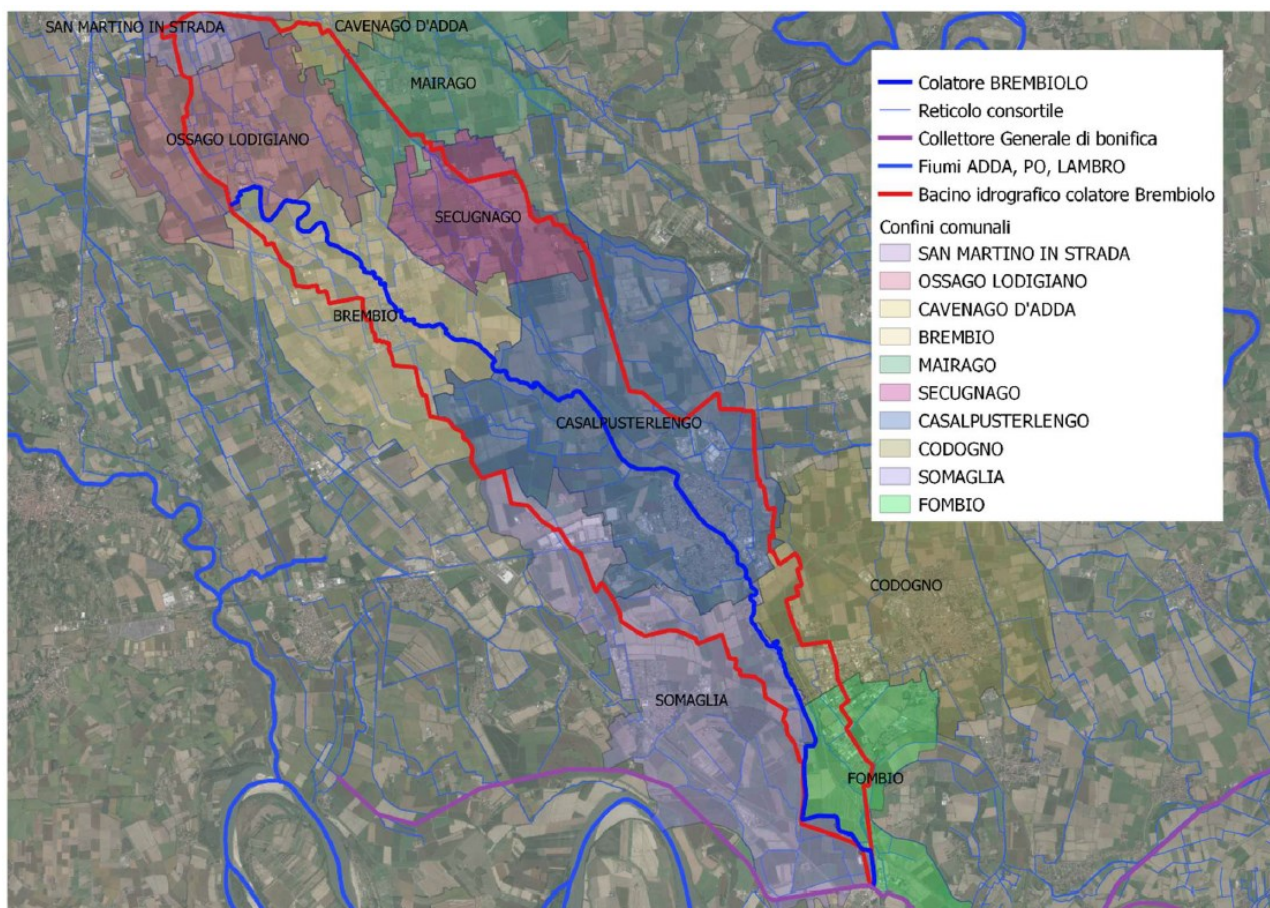 SAN MARTINO IN STRADA
CAVENAGO D'ADDA
MAIRAGO
OSSAGO LODIGIANO
SECUGNAGO
BREMBIO
CASALPUSTERLENGO
CODOGNO
SOMAGLIA
FOMBIO
Colatore BREMBIOLO
Reticolo consortile
Collettore Generale di bonifica
Fiumi ADDA, PO, LAMBRO
Bacino idrografico colatore Brembiolo
Confini comunali
SAN MARTINO IN STRADA
OSSAGO LODIGIANO
CAVENAGO D'ADDA
BREMBIO
MAIRAGO
SECUGNAGO
CASALPUSTERLENGO
CODOGNO
SOMAGLIA
FOMBIO